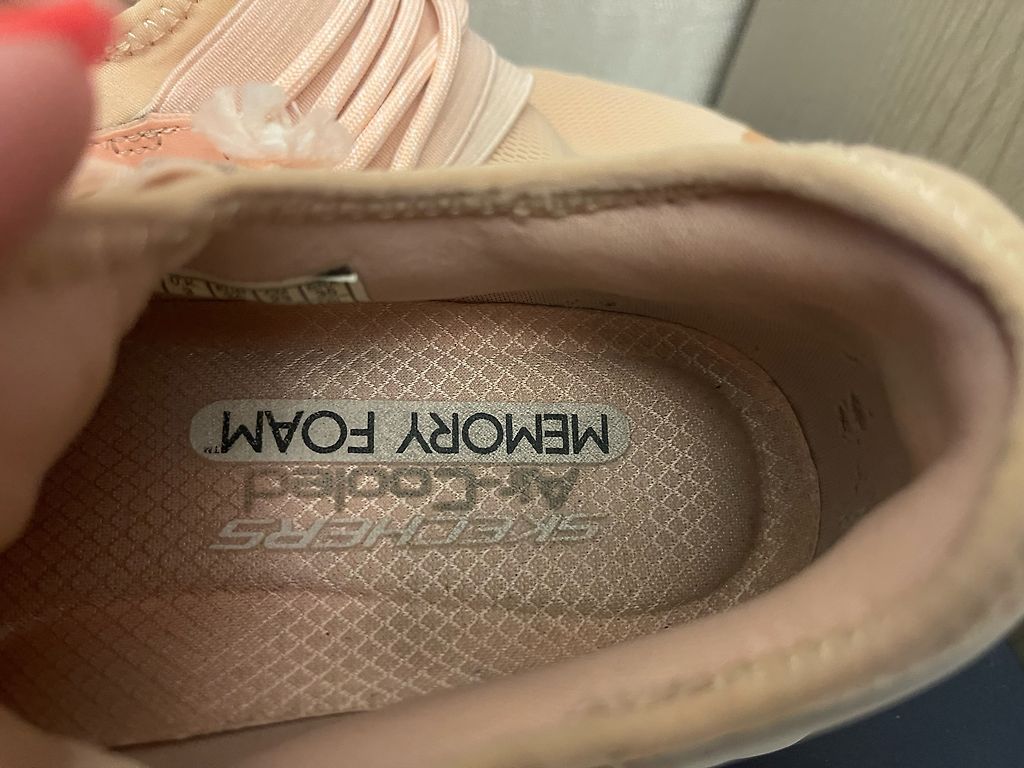 SKECHERS
Air-Cooled
MEMORY FOAM™